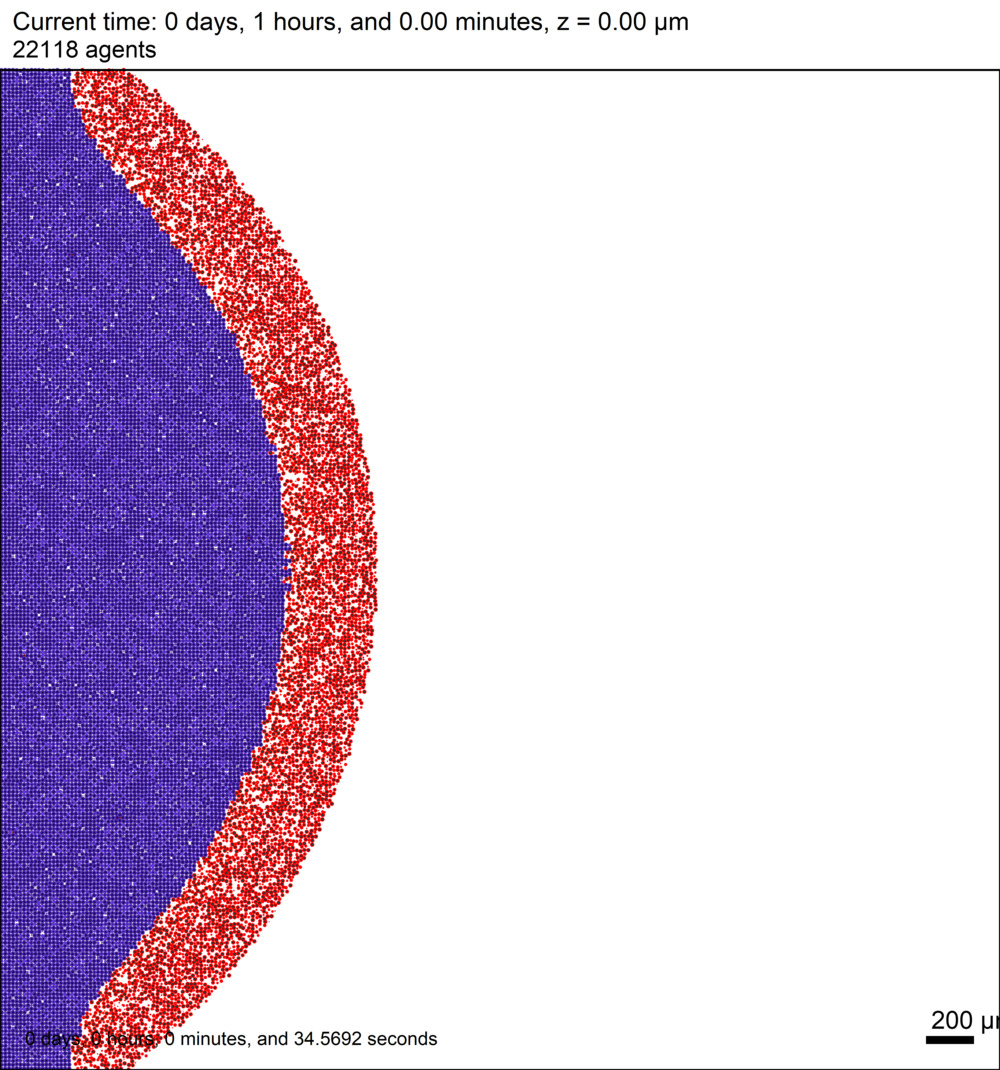 Current time: 0 days, 1 hours, and 0.00 minutes, z = 0.00 μm
22118 agents
200 μ
0 days, 0 hours, 0 minutes, and 34.5692 seconds